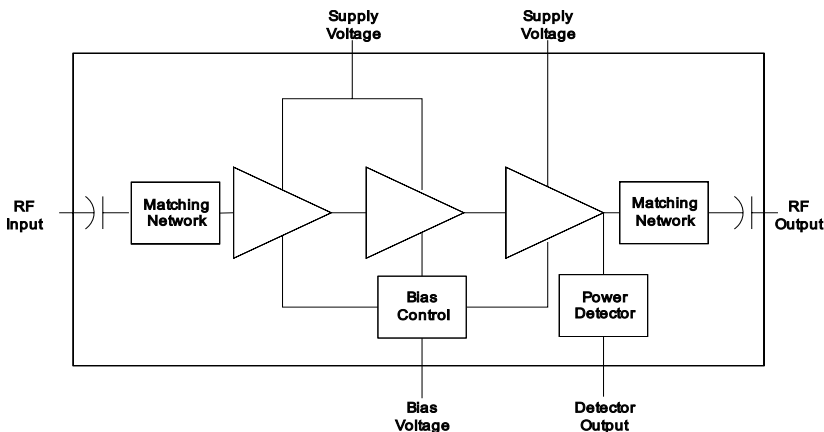 Supply
Voltage
Supply
Voltage
RF
Input
Matching
Network
Matching
Network
RF
Output
Bias
Control
Power
Detector
Bias
Voltage
Detector
Output